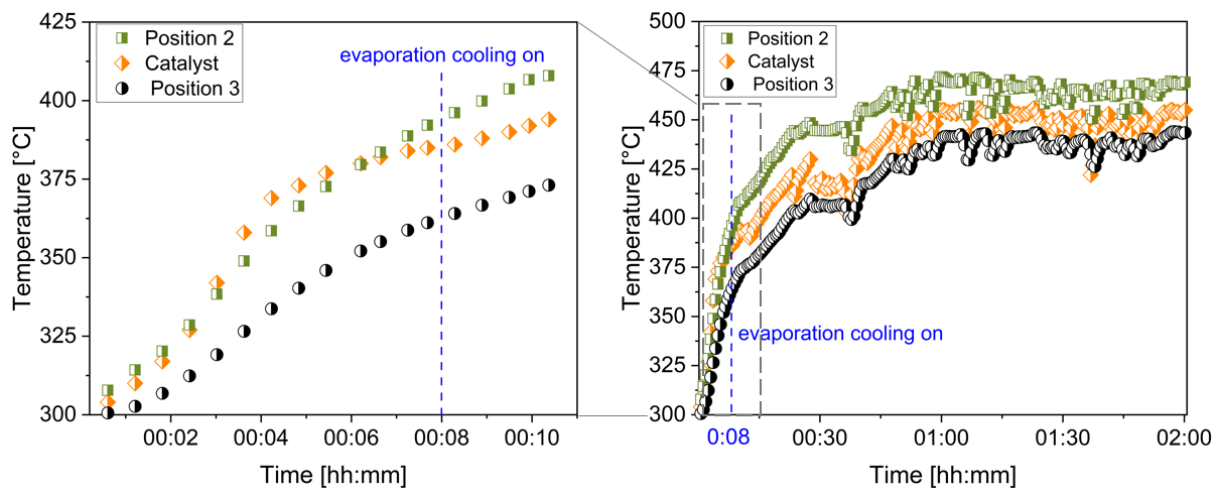 425
400
375
350
325
300
Temperature [°C]
Position 2
Catalyst
Position 3
evaporation cooling on
00:02 00:04 00:06 00:08 00:10
Time [hh:mm]
500
475
450
425
400
375
350
325
300
Temperature [°C]
Position 2
Catalyst
Position 3
evaporation cooling on
0:08 00:30 01:00 01:30 02:00
Time [hh:mm]